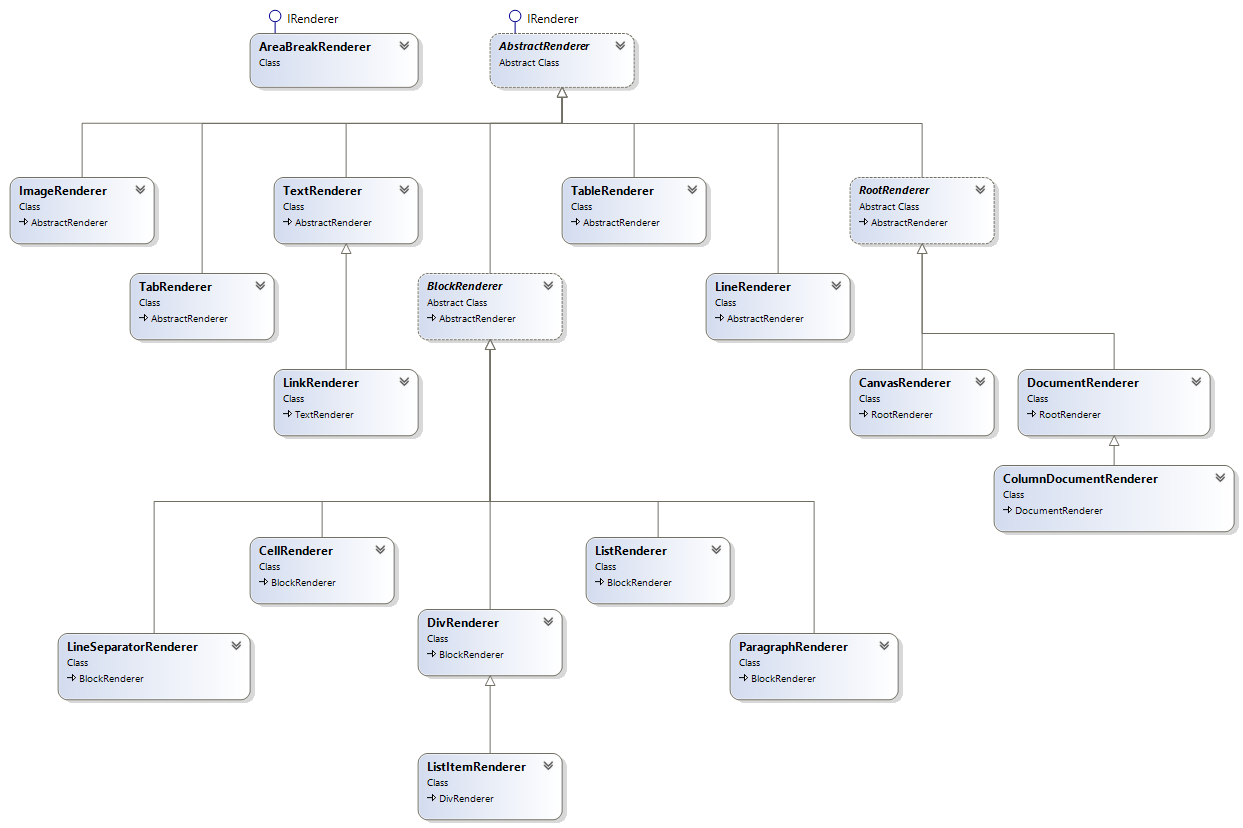 IRenderer
AreaBreakRenderer
Class
IRenderer
AbstractRenderer
Abstract Class
ImageRenderer
Class
AbstractRenderer
TextRenderer
Class
AbstractRenderer
TableRenderer
Class
AbstractRenderer
RootRenderer
Abstract Class
AbstractRenderer
TabRenderer
Class
AbstractRenderer
BlockRenderer
Abstract Class
AbstractRenderer
LineRenderer
Class
AbstractRenderer
LinkRenderer
Class
TextRenderer
CanvasRenderer
Class
RootRenderer
DocumentRenderer
Class
RootRenderer
ColumnDocumentRenderer
Class
DocumentRenderer
CellRenderer
Class
BlockRenderer
ListRenderer
Class
BlockRenderer
DivRenderer
Class
BlockRenderer
LineSeparatorRenderer
Class
BlockRenderer
ParagraphRenderer
Class
BlockRenderer
ListItemRenderer
Class
DivRenderer